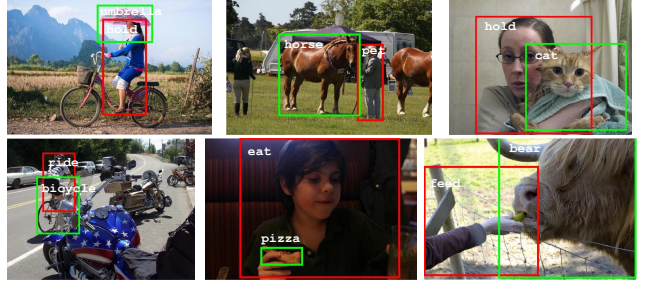 umbrella
hold
horse
pet
hold
cat
ride
bicycle
eat
pizza
bear
feed